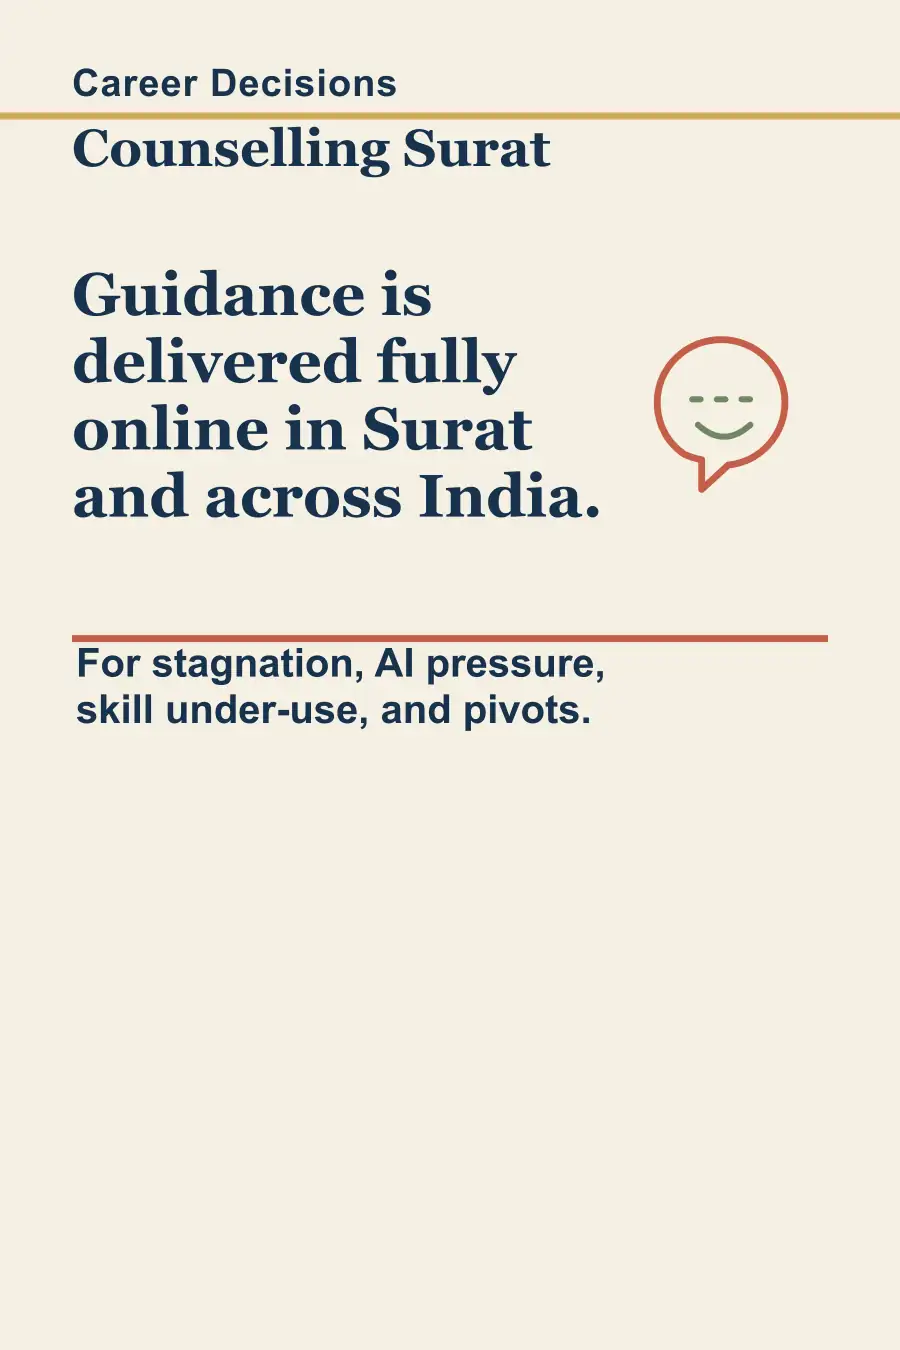 Career Decisions
Counselling Surat
Guidance is
delivered fully
online in Surat
and across India.
For stagnation, AI pressure,
skill under-use, and pivots.